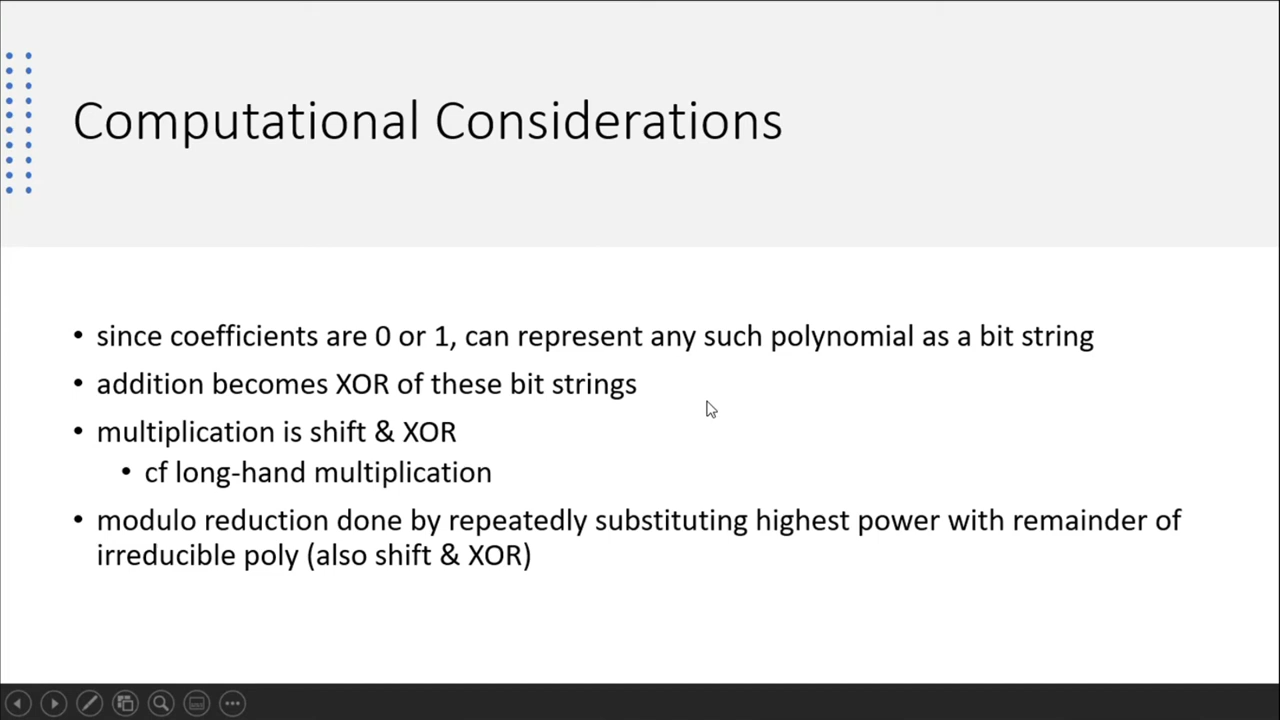 Computational Considerations
• since coefficients are 0 or 1, can represent any such polynomial as a bit string
• addition becomes XOR of these bit strings
• multiplication is shift & XOR
• cf long-hand multiplication
• modulo reduction done by repeatedly substituting highest power with remainder of
irreducible poly (also shift & XOR)